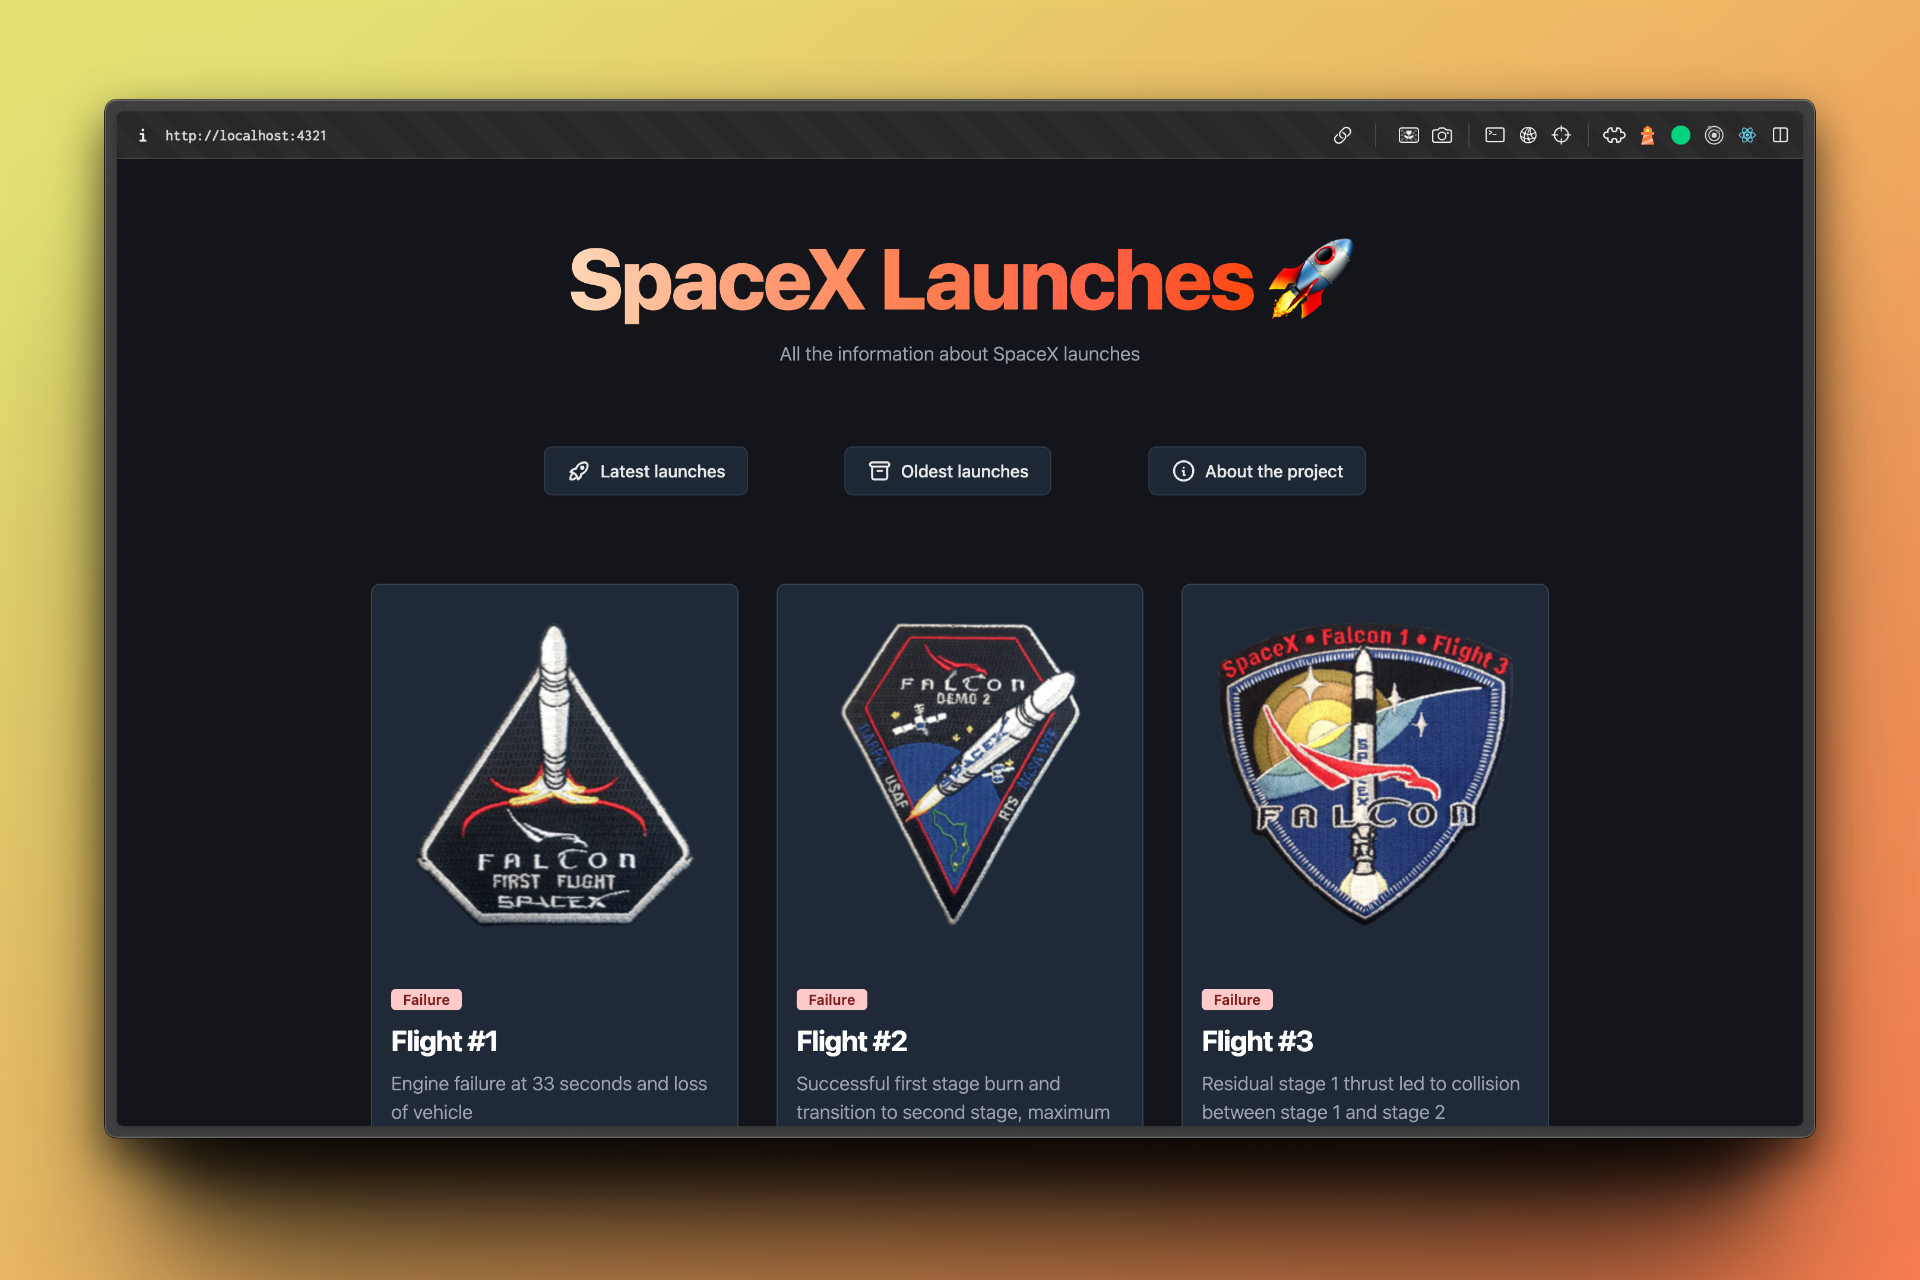 http://localhost:4321
SpaceX Launches
All the information about SpaceX launches
Latest launches
Oldest launches
About the project
FALCON
FIRST FLIGHT
SPACEX
FALCON
DEMO 2
SPACEX
DARPA
USAF
RTS
NASA WFF
SpaceX • Falcon 1 • Flight 3
SPACEX
FALCON
Failure
Flight #1
Engine failure at 33 seconds and loss
of vehicle
Failure
Flight #2
Successful first stage burn and
transition to second stage, maximum
Failure
Flight #3
Residual stage 1 thrust led to collision
between stage 1 and stage 2